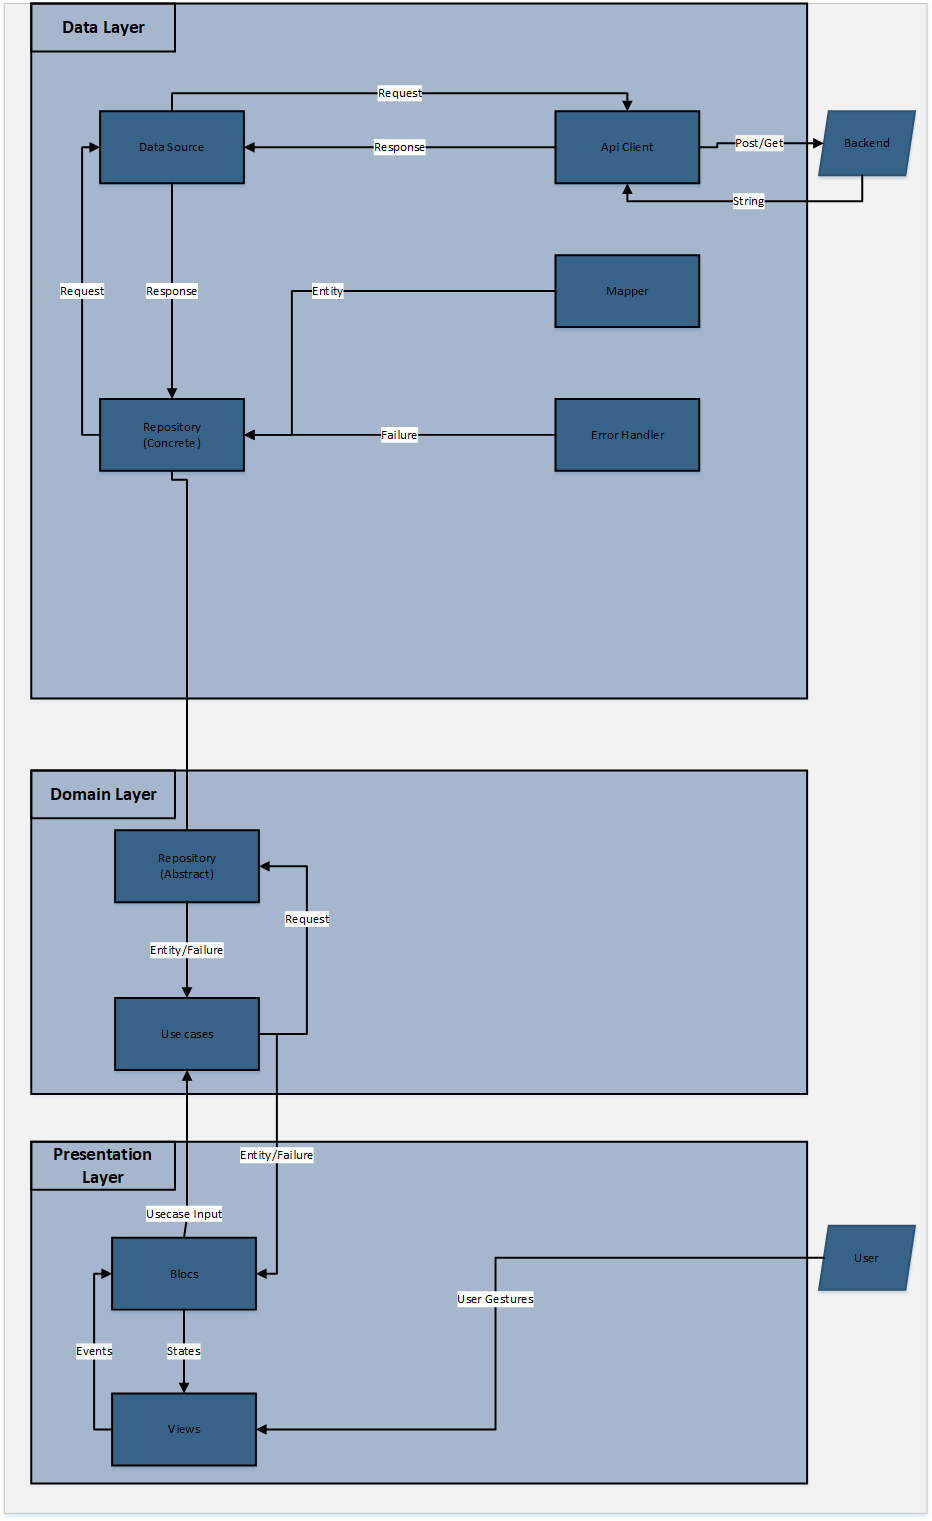 Data Layer
Request
Data Source
Response
Api Client
Post/Get
Backend
String
Request
Response
Entity
Mapper
Repository
(Concrete)
Failure
Error Handler
Domain Layer
Repository
(Abstract)
Request
Entity/Failure
Use cases
Presentation
Layer
Entity/Failure
Usecase Input
Blocs
User
User Gestures
Events
States
Views